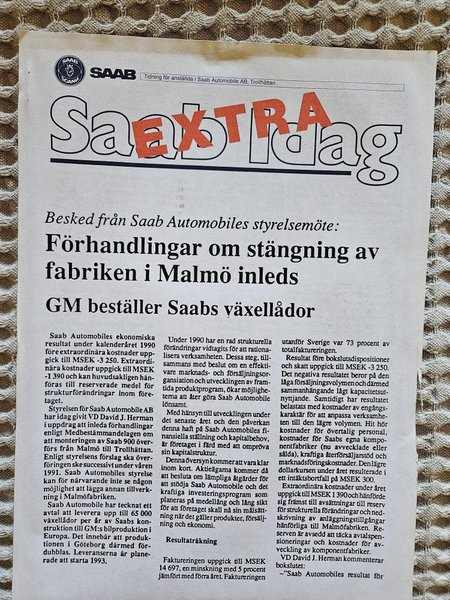 SAAB
Tidning för anställda i Saab Automobile AB, Trollhättan
Saab Idag
EXTRA
Besked från Saab Automobiles styrelsemöte:
Förhandlingar om stängning av
fabriken i Malmö inleds
GM beställer Saabs växellådor
Saab Automobiles ekonomiska
resultat under kalenderåret 1990
före extraordinära kostnader upp-
gick till MSEK -3 250. Extraordi-
nära kostnader uppgick till MSEK
-1 390 och kan huvudsakligen hän-
föras till reserverade medel för
strukturförändringar inom före-
taget.
Styrelsen för Saab Automobile AB
har idag givit VD David J. Herman
i uppdrag att inleda förhandlingar
enligt Medbestämmandelagen om
att monteringen av Saab 900 över-
förs från Malmö till Trollhättan.
Enligt styrelsens förslag ska över-
föringen ske successivt under våren
1991. Saab Automobiles styrelse
kan för närvarande inte se någon
möjlighet att lägga annan tillverk-
ning i Malmöfabriken.
Saab Automobile har tecknat ett
avtal att leverera upp till 65 000
växellådor per år av Saabs kon-
struktion till GM:s bilproduktion i
Europa. Det innebär att produk-
tionen i Göteborg därmed för-
dubblas. Leveranserna är plane-
rade att starta 1993.
Under 1990 har en rad strukturella
förändringar vidtagits för att rationa-
lisera verksamheten. Dessa steg, till-
sammans med beslut om en effekti-
vare marknads- och försäljningsor-
ganisation och utvecklingen av fram-
tida produktprogram, ökar möjlighe-
terna att åter göra Saab Automobile
lönsamt.
Med hänsyn till utvecklingen under
det senaste året och den påverkan
denna haft på Saab Automobiles fi-
nansiella ställning och kapitalbehov,
är företaget i färd med att ompröva
sin kapitalstruktur.
Denna översyn kommer att vara klar
inom kort. Aktieägarna kommer då
att besluta om lämpliga åtgärder för
att stödja Saab Automobile och det
kraftiga investeringsprogram som
planeras på medellång och lång sikt
för att företaget skall nå sin målsätt-
ning när det gäller produkter, försälj-
ning och ekonomi.
Resultaträkning
Faktureringen uppgick till MSEK
14 697, en minskning med 5 procent
jämfört med förra året. Faktureringen
utanför Sverige var 73 procent av
totalfaktureringen.
Resultat före bokslutsdispositioner
och skatt uppgick till MSEK -3 250.
Det negativa resultatet beror på den
låga försäljningsvolymen och därmed
sammanhängande lågt kapacitetsut-
nyttjande. Samtidigt har resultatet
belastats med kostnader av engångs-
karaktär för att anpassa verksamhe-
ten till den lägre volymen. Hit hör
kostnader för övertalig personal,
kostnader för Saabs egna kompo-
nentfabriker (nu avvecklade eller
sålda), kraftiga återförsäljarstöd och
marknadsföringskostnader. Den lägre
dollarkursen under året resulterade i
ett intäktsbortfall på MSEK 300.
Extraordinära kostnader under året
uppgick till MSEK 1 390 och hänförde
sig främst till avsättningar till reserv
för strukturella förändringar och ned-
skrivning av anläggningstillgångar
hänförliga till Malmöfabriken. Re-
serven är avsedd att täcka avtalspen-
sioneringar och kostnader för av-
veckling av komponentfabriker.
VD David J. Herman kommenterar
bokslutet:
–"Saab Automobiles resultat för